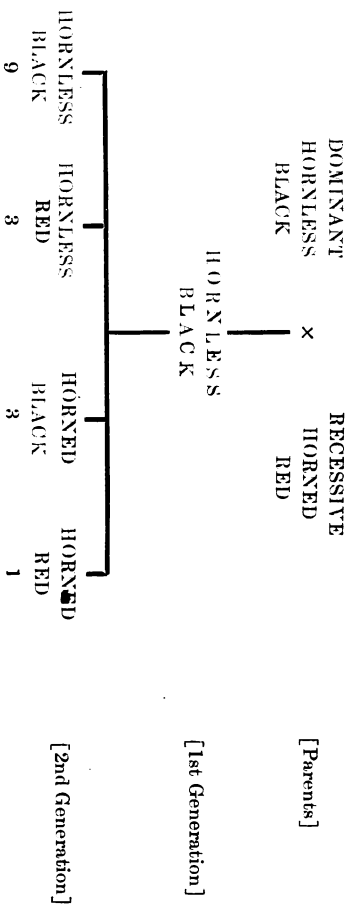 DOMINANT RECESSIVE
HORNLESS HORNED
BLACK × RED
[Parents]
HORNLESS
BLACK
[1st Generation]
HORNLESS HORNLESS HORNED HORNED
BLACK RED BLACK RED
9 3 3 1
[2nd Generation]